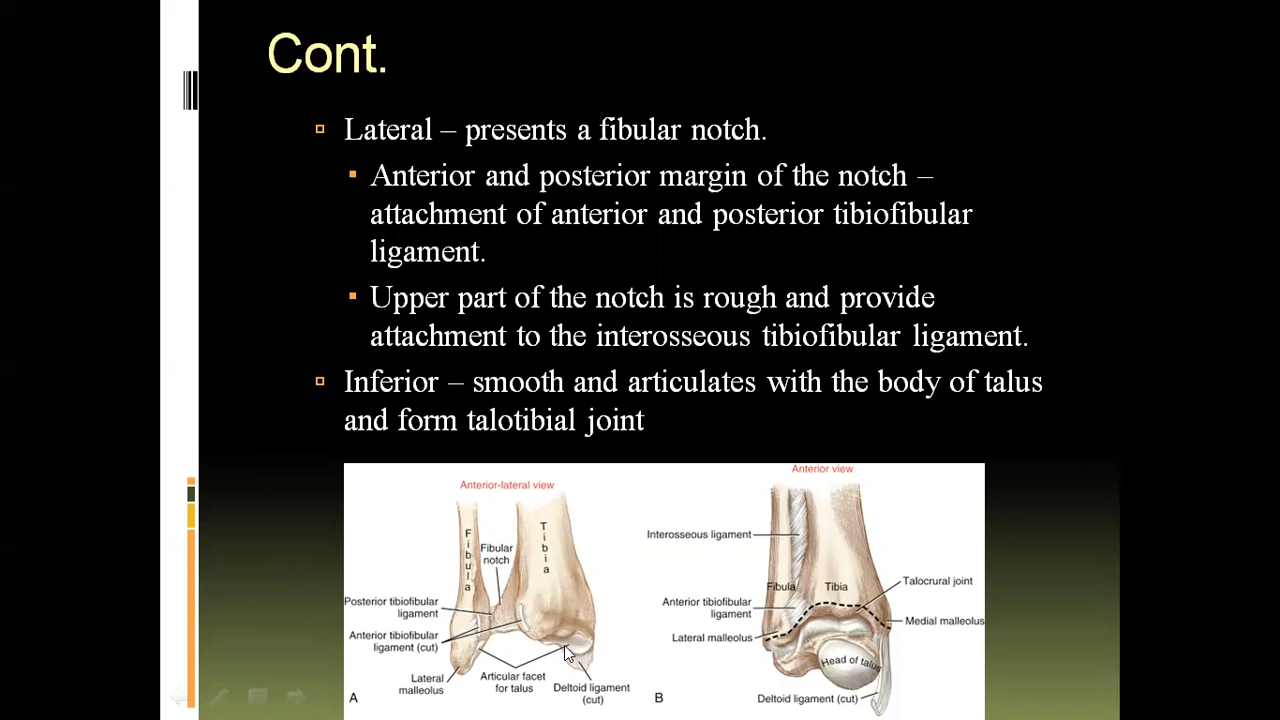 Cont.
Lateral – presents a fibular notch.
Anterior and posterior margin of the notch –
attachment of anterior and posterior tibiofibular
ligament.
Upper part of the notch is rough and provide
attachment to the interosseous tibiofibular ligament.
Inferior – smooth and articulates with the body of talus
and form talotibial joint
Anterior-lateral view
Fibula
Tibia
Fibular
notch
Posterior tibiofibular
ligament
Anterior tibiofibular
ligament (cut)
Lateral
malleolus
Articular facet
for talus
Deltoid ligament
(cut)
A
Anterior view
Interosseous ligament
Fibula
Tibia
Talocrural joint
Anterior tibiofibular
ligament
Medial malleolus
Lateral malleolus
Head of talus
Deltoid ligament (cut)
B